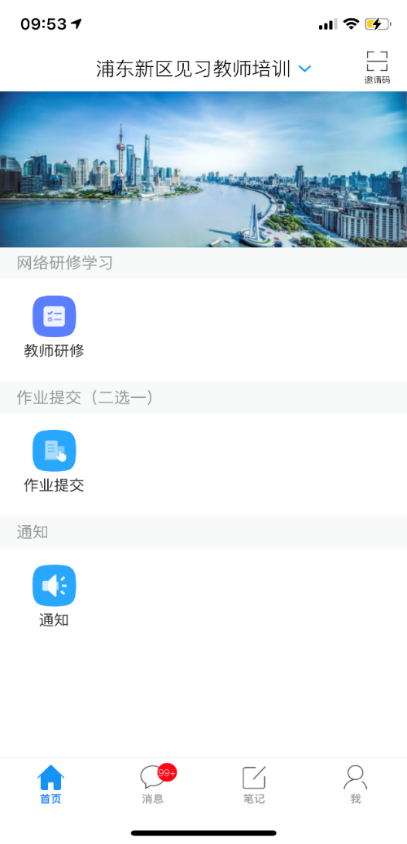 09:53
浦东新区见习教师培训
邀请码
网络研修学习
教师研修
作业提交（二选一）
作业提交
通知
通知
99+
首页
消息
笔记
我